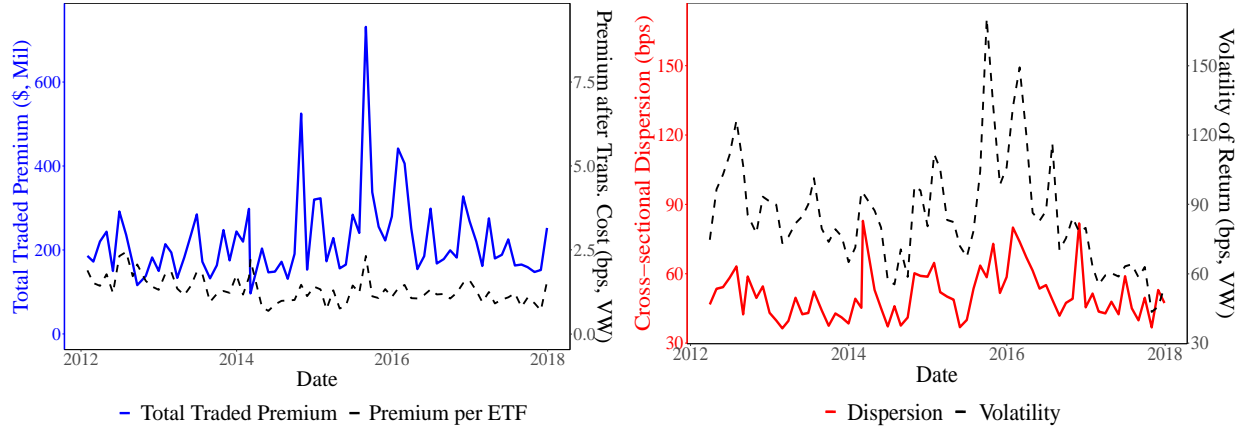 Total Traded Premium ($, Mil)
600
400
200
0
7.5
5.0
2.5
0.0
Premium after Trans. Cost (bps, VW)
2012
2014
2016
2018
Date
Total Traded Premium
Premium per ETF
Cross−sectional Dispersion (bps)
150
120
90
60
30
150
120
90
60
30
Volatility of Return (bps, VW)
2012
2014
2016
2018
Date
Dispersion
Volatility